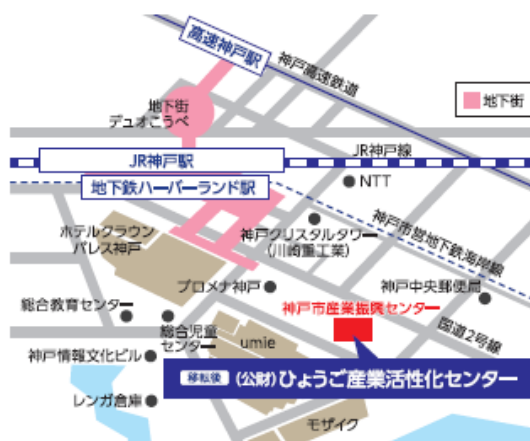 高速神戸駅
神戸高速鉄道
地下街
地下街
デュオこうべ
JR神戸線
JR神戸駅
NTT
地下鉄ハーバーランド駅
神戸市営地下鉄海岸線
ホテルクラウン
パレス神戸
神戸クリスタルタワー
(川崎重工業)
プロメナ神戸
神戸中央郵便局
総合教育センター
神戸市産業振興センター
国道2号線
総合児童
センター
umie
神戸情報文化ビル
移転後 (公財)ひょうご産業活性化センター
レンガ倉庫
モザイク